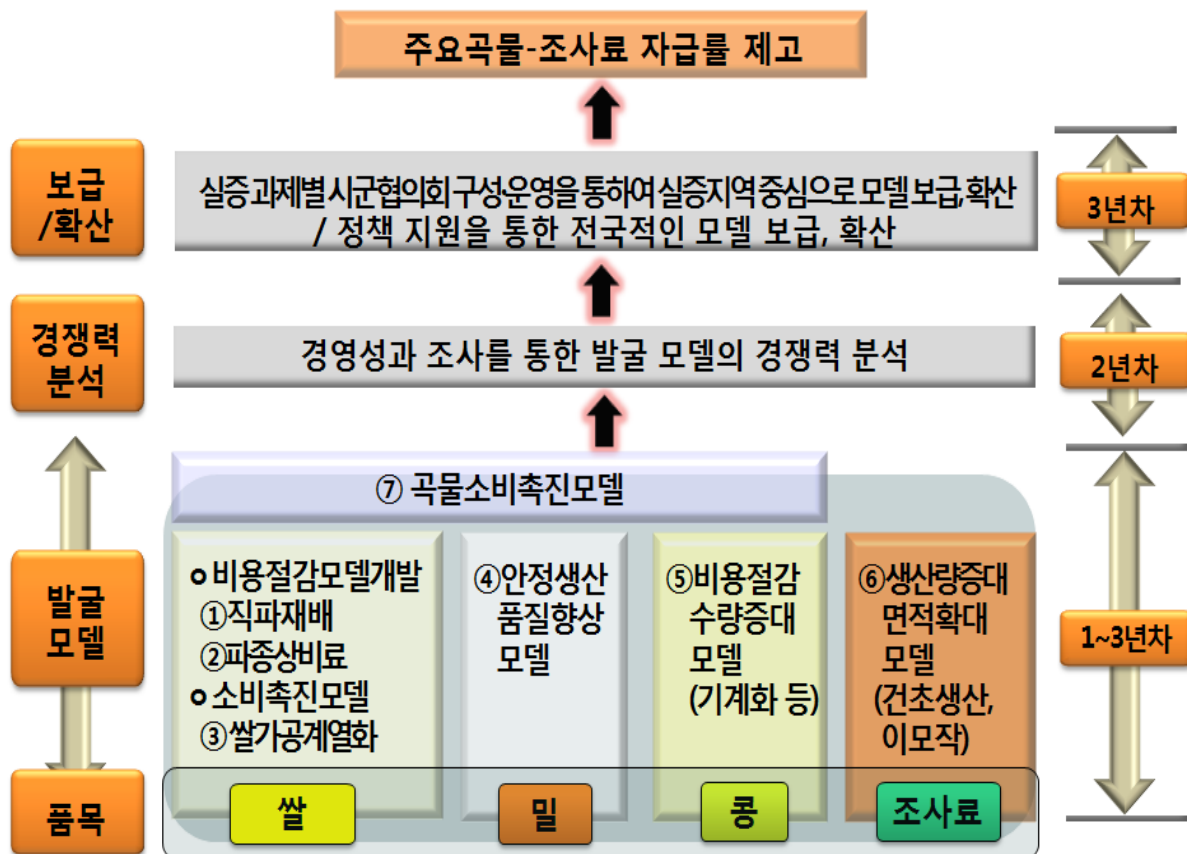 주요곡물-조사료 자급률 제고
보급
/확산
실증 과제별 시군협의회 구성·운영을 통하여 실증지역 중심으로 모델 보급, 확산
/ 정책 지원을 통한 전국적인 모델 보급, 확산
3년차
경쟁력
분석
경영성과 조사를 통한 발굴 모델의 경쟁력 분석
2년차
⑦ 곡물소비촉진모델
발굴
모델
ㅇ비용절감모델개발
①직파재배
②파종상비료
ㅇ소비촉진모델
③쌀가공계열화
④안정생산
품질향상
모델
⑤비용절감
수량증대
모델
(기계화 등)
⑥생산량증대
면적확대
모델
(건초생산,
이모작)
1~3년차
품목
쌀
밀
콩
조사료